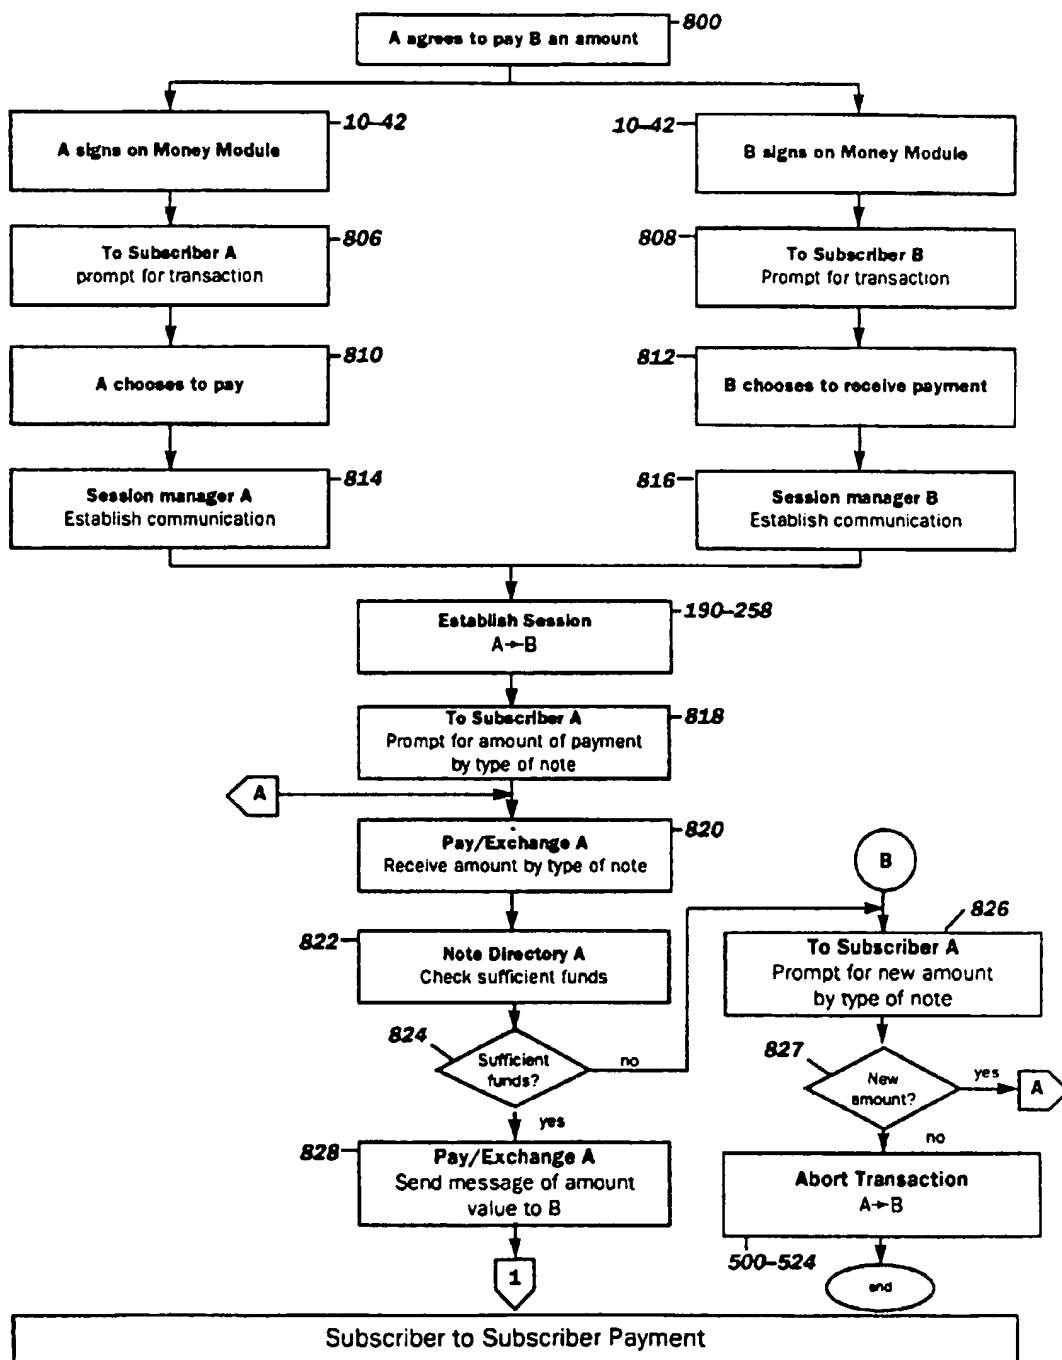 A agrees to pay B an amount
800
A signs on Money Module
10–42
10–42
B signs on Money Module
To Subscriber A
prompt for transaction
806
808
To Subscriber B
Prompt for transaction
A chooses to pay
810
812
B chooses to receive payment
Session manager A
Establish communication
814
816
Session manager B
Establish communication
Establish Session
A→B
190–258
To Subscriber A
Prompt for amount of payment
by type of note
818
A
Pay/Exchange A
Receive amount by type of note
820
B
822
Note Directory A
Check sufficient funds
826
To Subscriber A
Prompt for new amount
by type of note
824
Sufficient
funds?
no
yes
827
New
amount?
yes
A
no
828
Pay/Exchange A
Send message of amount
value to B
Abort Transaction
A→B
500–524
1
end
Subscriber to Subscriber Payment